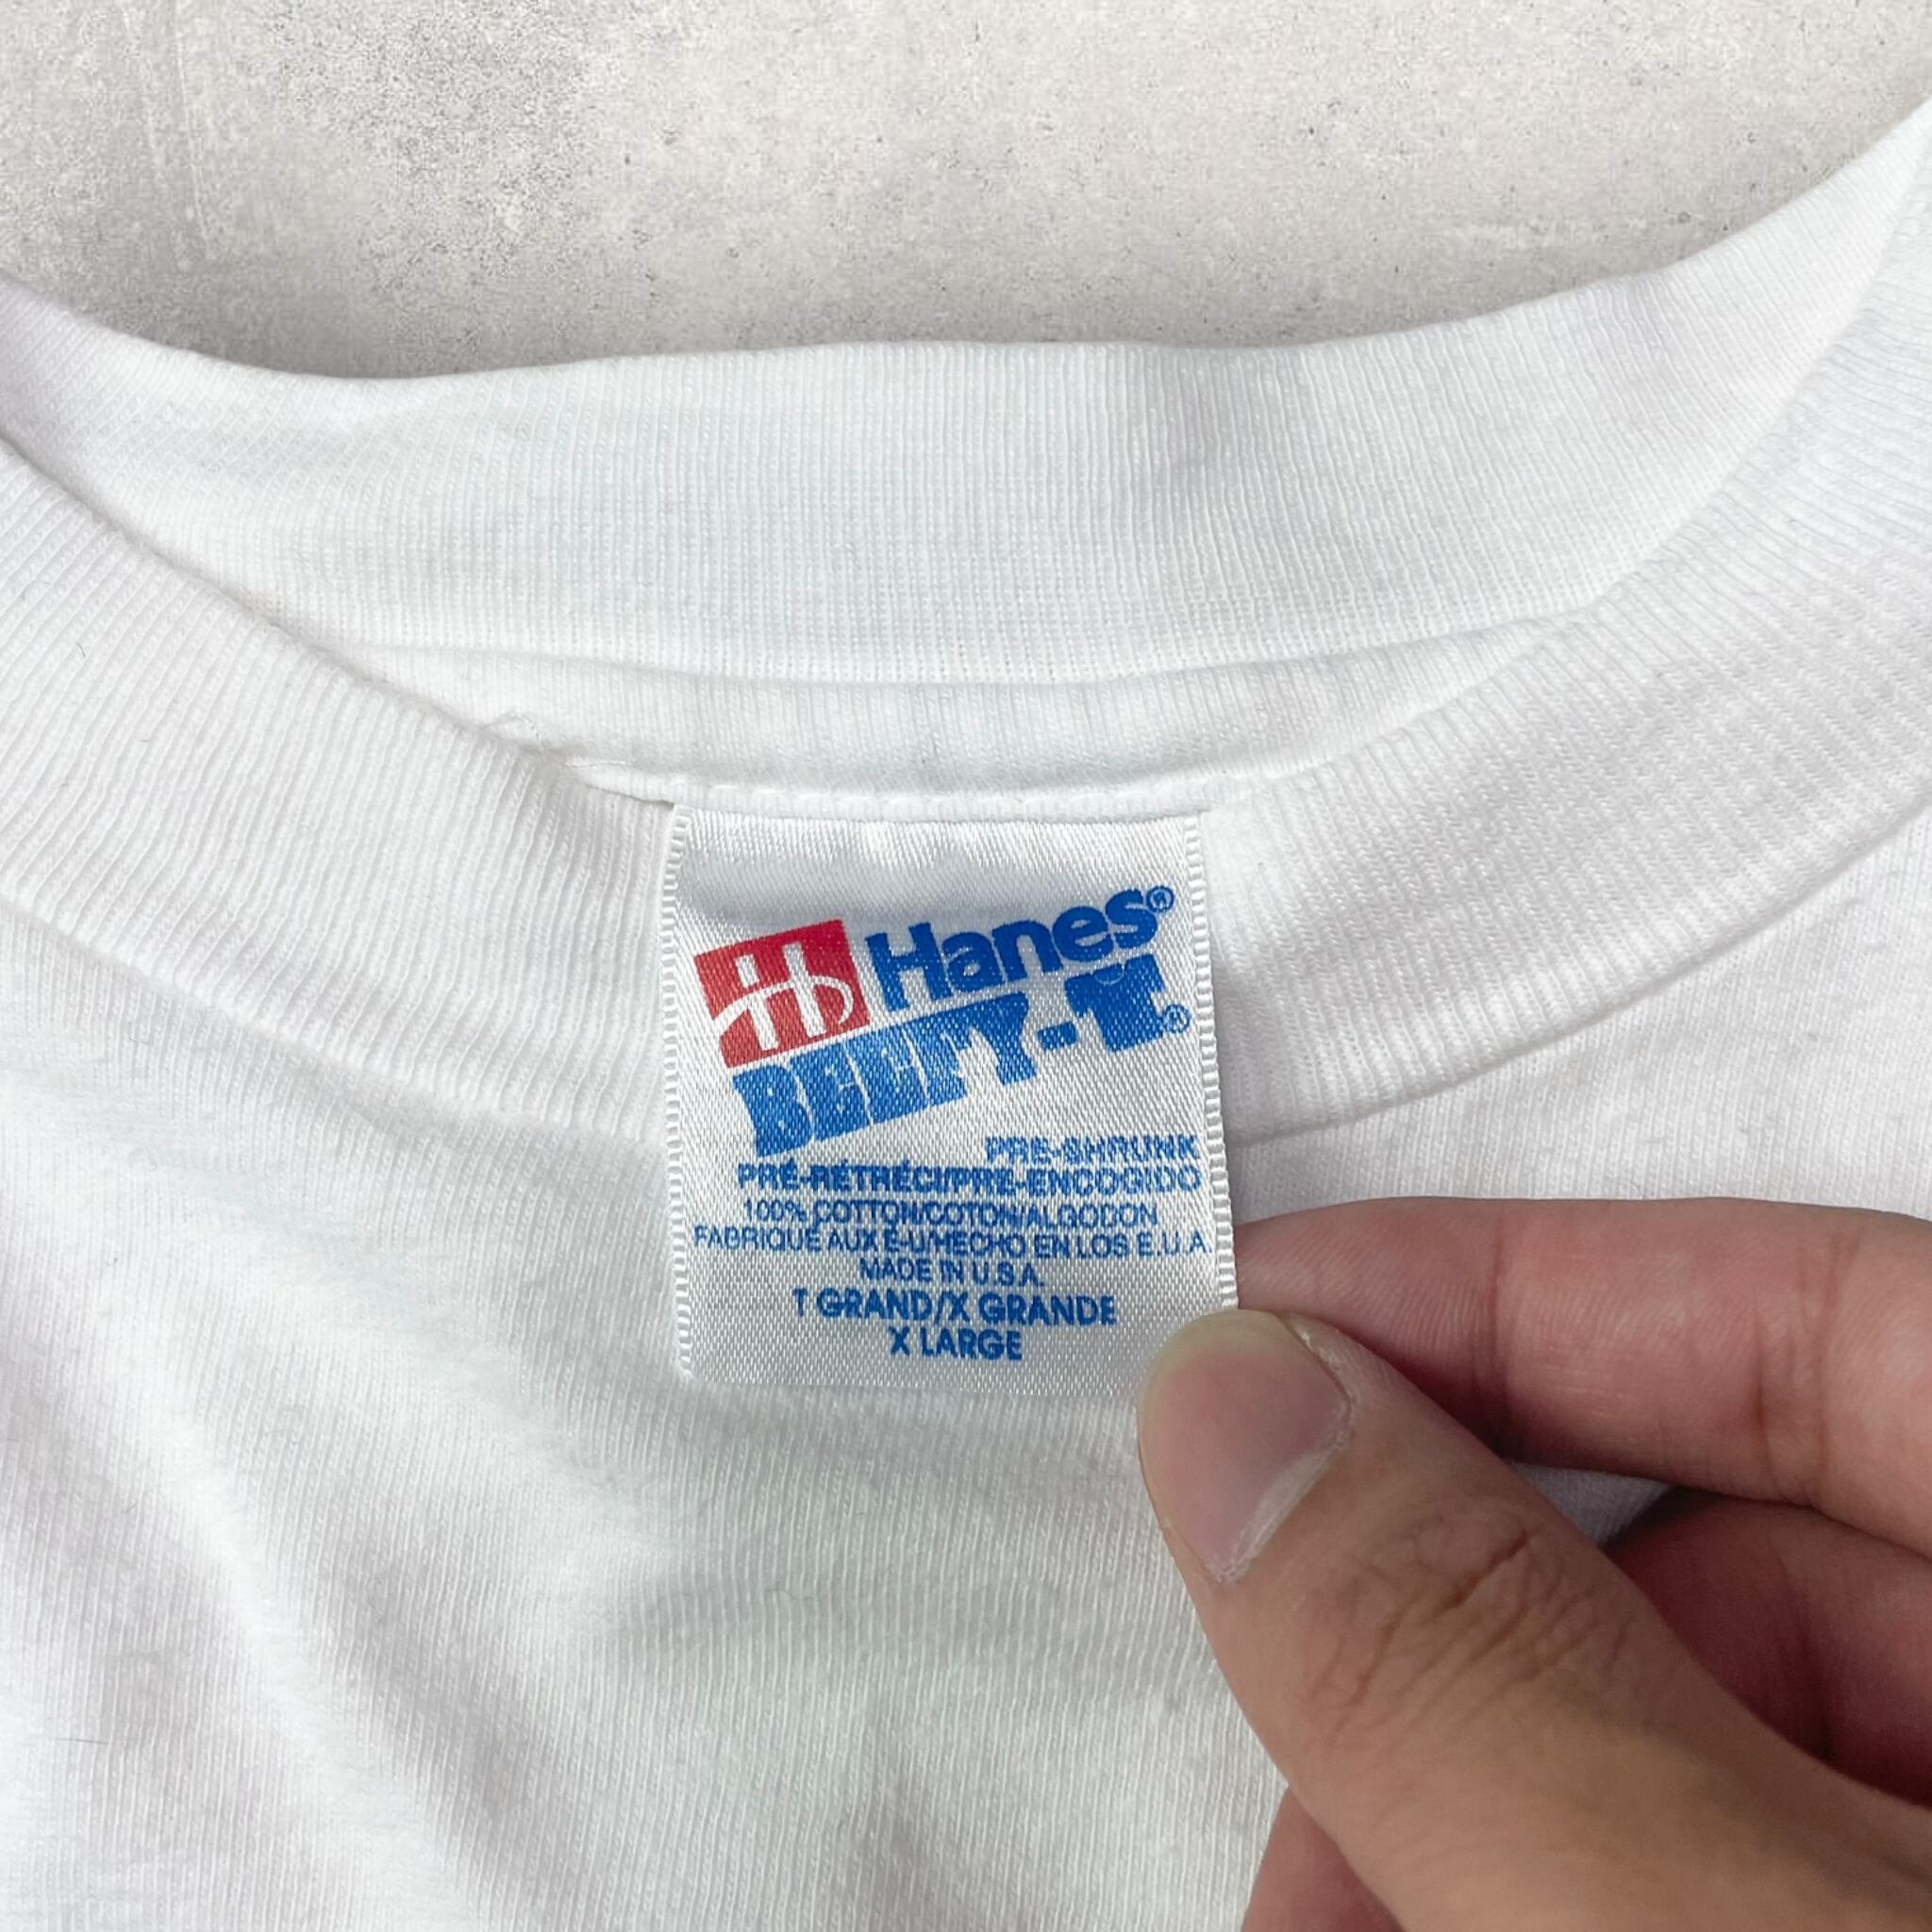 Hanes®
BEEFY-T.®
PRE-SHRUNK
PRÉ-RÉTRÉCI/PRE-ENCOGIDO
100% COTTON/COTON/ALGODON
FABRIQUÉ AUX É-U/HECHO EN LOS E.U.A.
MADE IN U.S.A.
T GRAND/X GRANDE
X LARGE